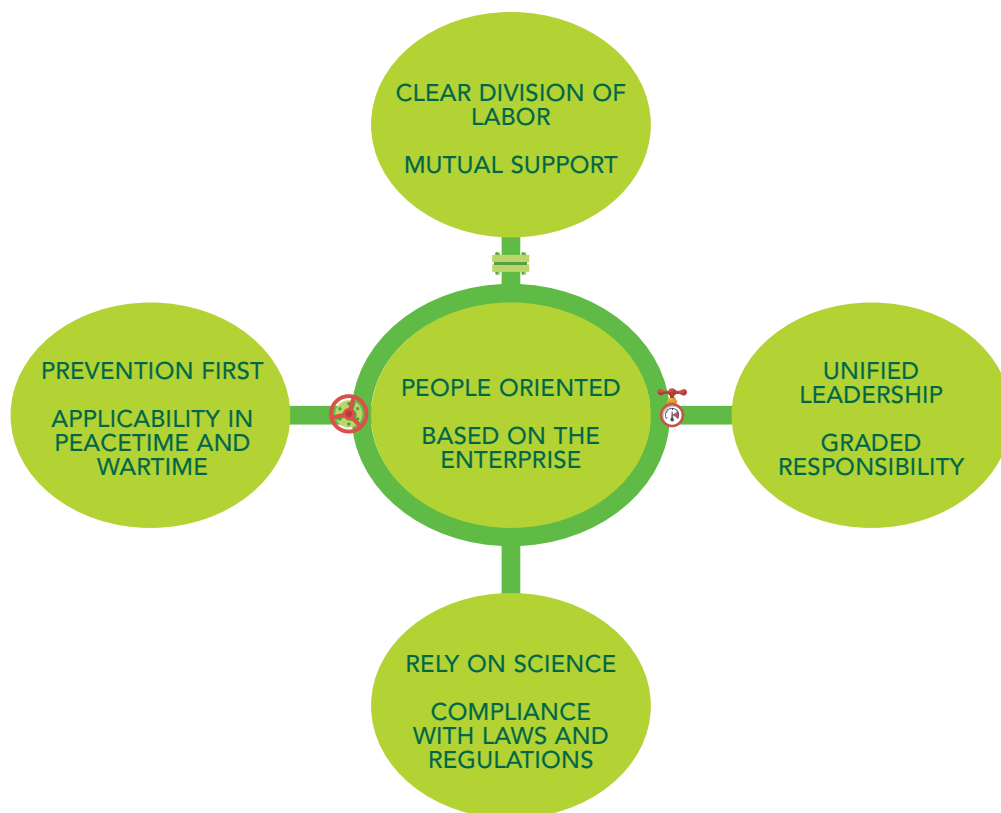 CLEAR DIVISION OF
LABOR
MUTUAL SUPPORT
PREVENTION FIRST
APPLICABILITY IN
PEACETIME AND
WARTIME
PEOPLE ORIENTED
BASED ON THE
ENTERPRISE
UNIFIED
LEADERSHIP
GRADED
RESPONSIBILITY
RELY ON SCIENCE
COMPLIANCE
WITH LAWS AND
REGULATIONS